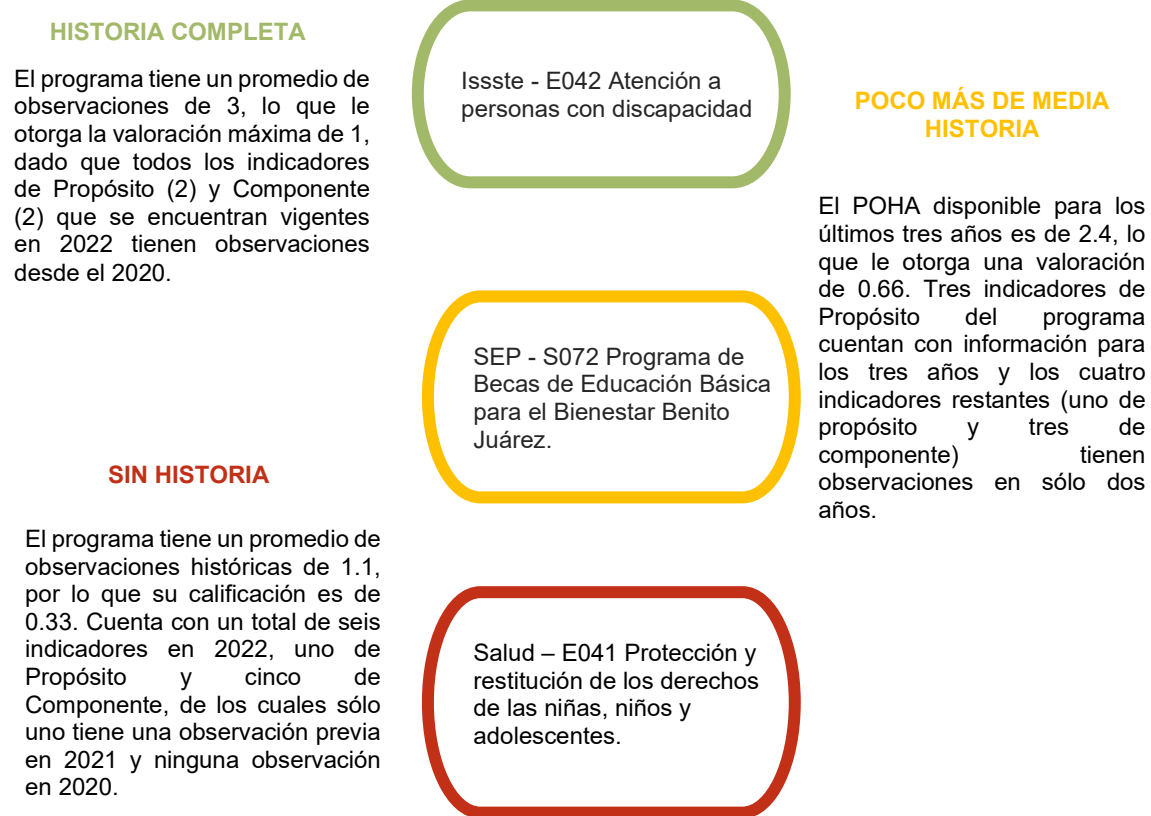 HISTORIA COMPLETA
El programa tiene un promedio de
observaciones de 3, lo que le
otorga la valoración máxima de 1,
dado que todos los indicadores
de Propósito (2) y Componente
(2) que se encuentran vigentes
en 2022 tienen observaciones
desde el 2020.
Issste - E042 Atención a
personas con discapacidad
POCO MÁS DE MEDIA
HISTORIA
El POHA disponible para los
últimos tres años es de 2.4, lo
que le otorga una valoración
de 0.66. Tres indicadores de
Propósito del programa
cuentan con información para
los tres años y los cuatro
indicadores restantes (uno de
propósito y tres de
componente) tienen
observaciones en sólo dos
años.
SEP - S072 Programa de
Becas de Educación Básica
para el Bienestar Benito
Juárez.
SIN HISTORIA
El programa tiene un promedio de
observaciones históricas de 1.1,
por lo que su calificación es de
0.33. Cuenta con un total de seis
indicadores en 2022, uno de
Propósito y cinco de
Componente, de los cuales sólo
uno tiene una observación previa
en 2021 y ninguna observación
en 2020.
Salud – E041 Protección y
restitución de los derechos
de las niñas, niños y
adolescentes.